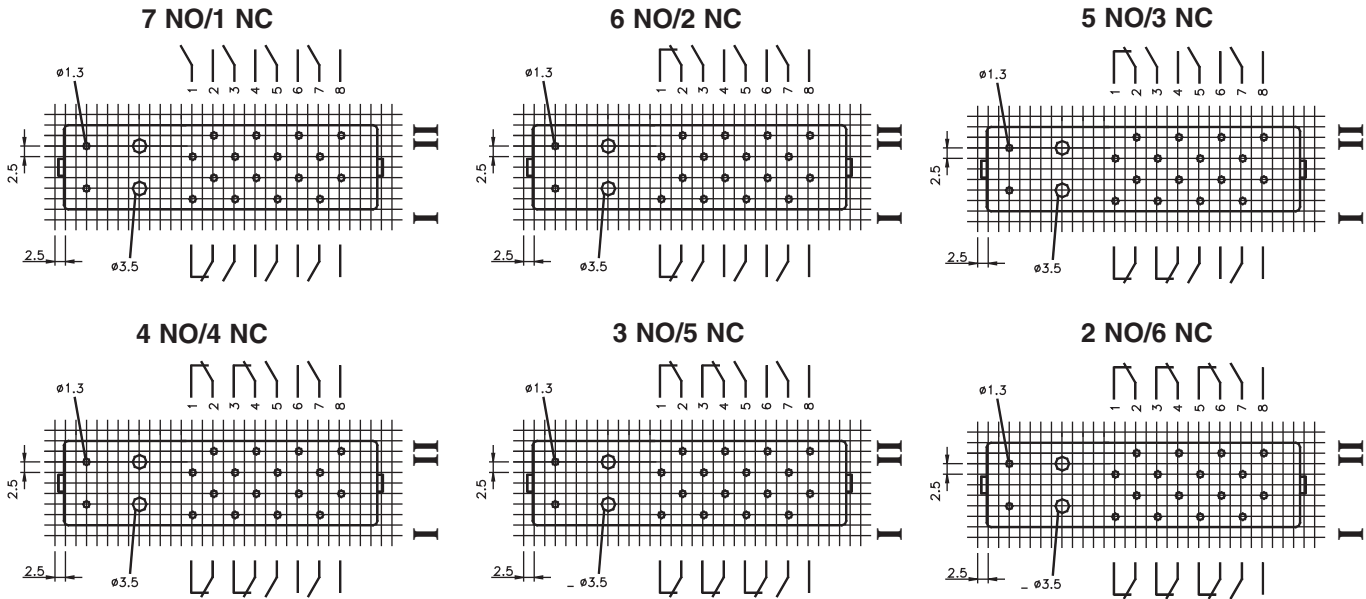 7 NO/1 NC
ø1.3
1 2 3 4 5 6 7 8
2.5
II
I
2.5
ø3.5
6 NO/2 NC
ø1.3
1 2 3 4 5 6 7 8
2.5
II
I
2.5
ø3.5
5 NO/3 NC
ø1.3
1 2 3 4 5 6 7 8
2.5
II
I
2.5
ø3.5
4 NO/4 NC
ø1.3
1 2 3 4 5 6 7 8
2.5
II
I
2.5
ø3.5
3 NO/5 NC
ø1.3
1 2 3 4 5 6 7 8
2.5
II
I
2.5
_ ø3.5
2 NO/6 NC
ø1.3
1 2 3 4 5 6 7 8
2.5
II
I
2.5
_ ø3.5